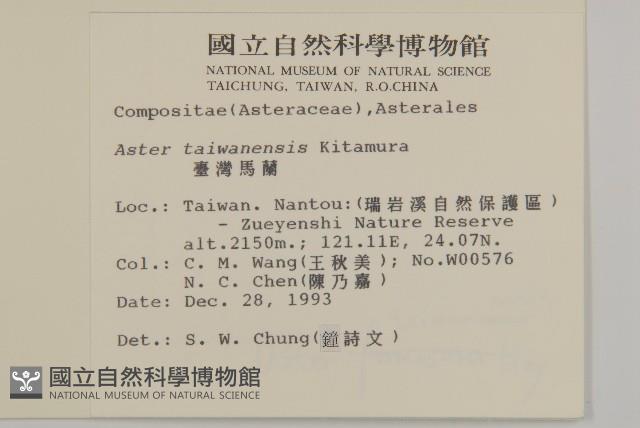 國立自然科學博物館
NATIONAL MUSEUM OF NATURAL SCIENCE
TAICHUNG, TAIWAN, R.O.CHINA
Compositae(Asteraceae),Asterales
Aster taiwanensis Kitamura
臺灣馬蘭
Loc.: Taiwan. Nantou:(瑞岩溪自然保護區)
- Zueyenshi Nature Reserve
alt.2150m.; 121.11E, 24.07N.
Col.: C. M. Wang(王秋美); No.W00576
N. C. Chen(陳乃嘉)
Date: Dec. 28, 1993
Det.: S. W. Chung(鐘詩文)
國立自然科學博物館
NATIONAL MUSEUM OF NATURAL SCIENCE